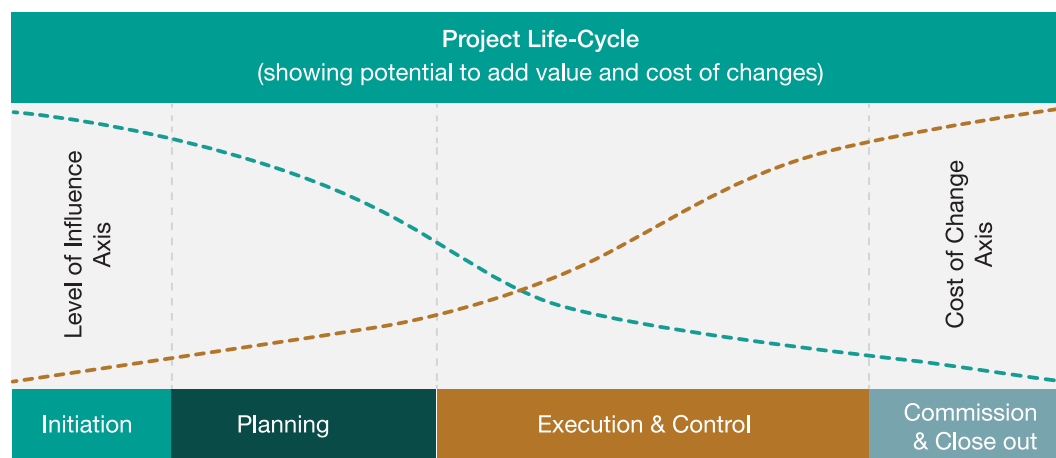 Project Life-Cycle
(showing potential to add value and cost of changes)
Level of Influence
Axis
Cost of Change
Axis
Initiation
Planning
Execution & Control
Commission
& Close out